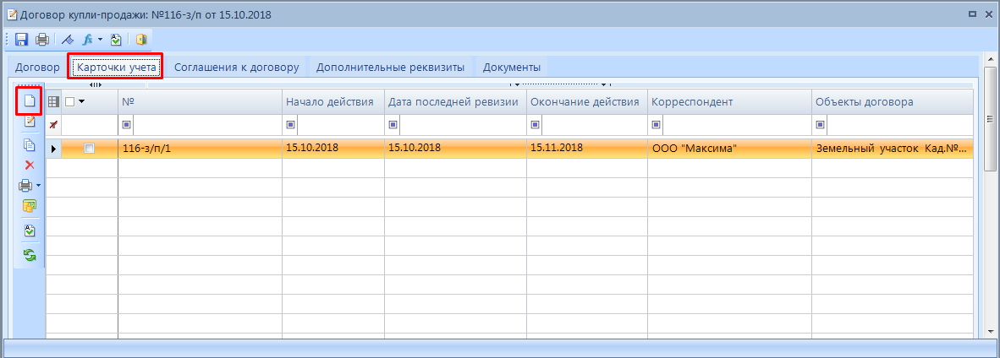 Договор купли-продажи: №116-з/п от 15.10.2018
Договор Карточки учета Соглашения к договору Дополнительные реквизиты Документы
№ Начало действия Дата последней ревизии Окончание действия Корреспондент Объекты договора
116-з/п/1 15.10.2018 15.10.2018 15.11.2018 ООО "Максима" Земельный участок Кад.№...